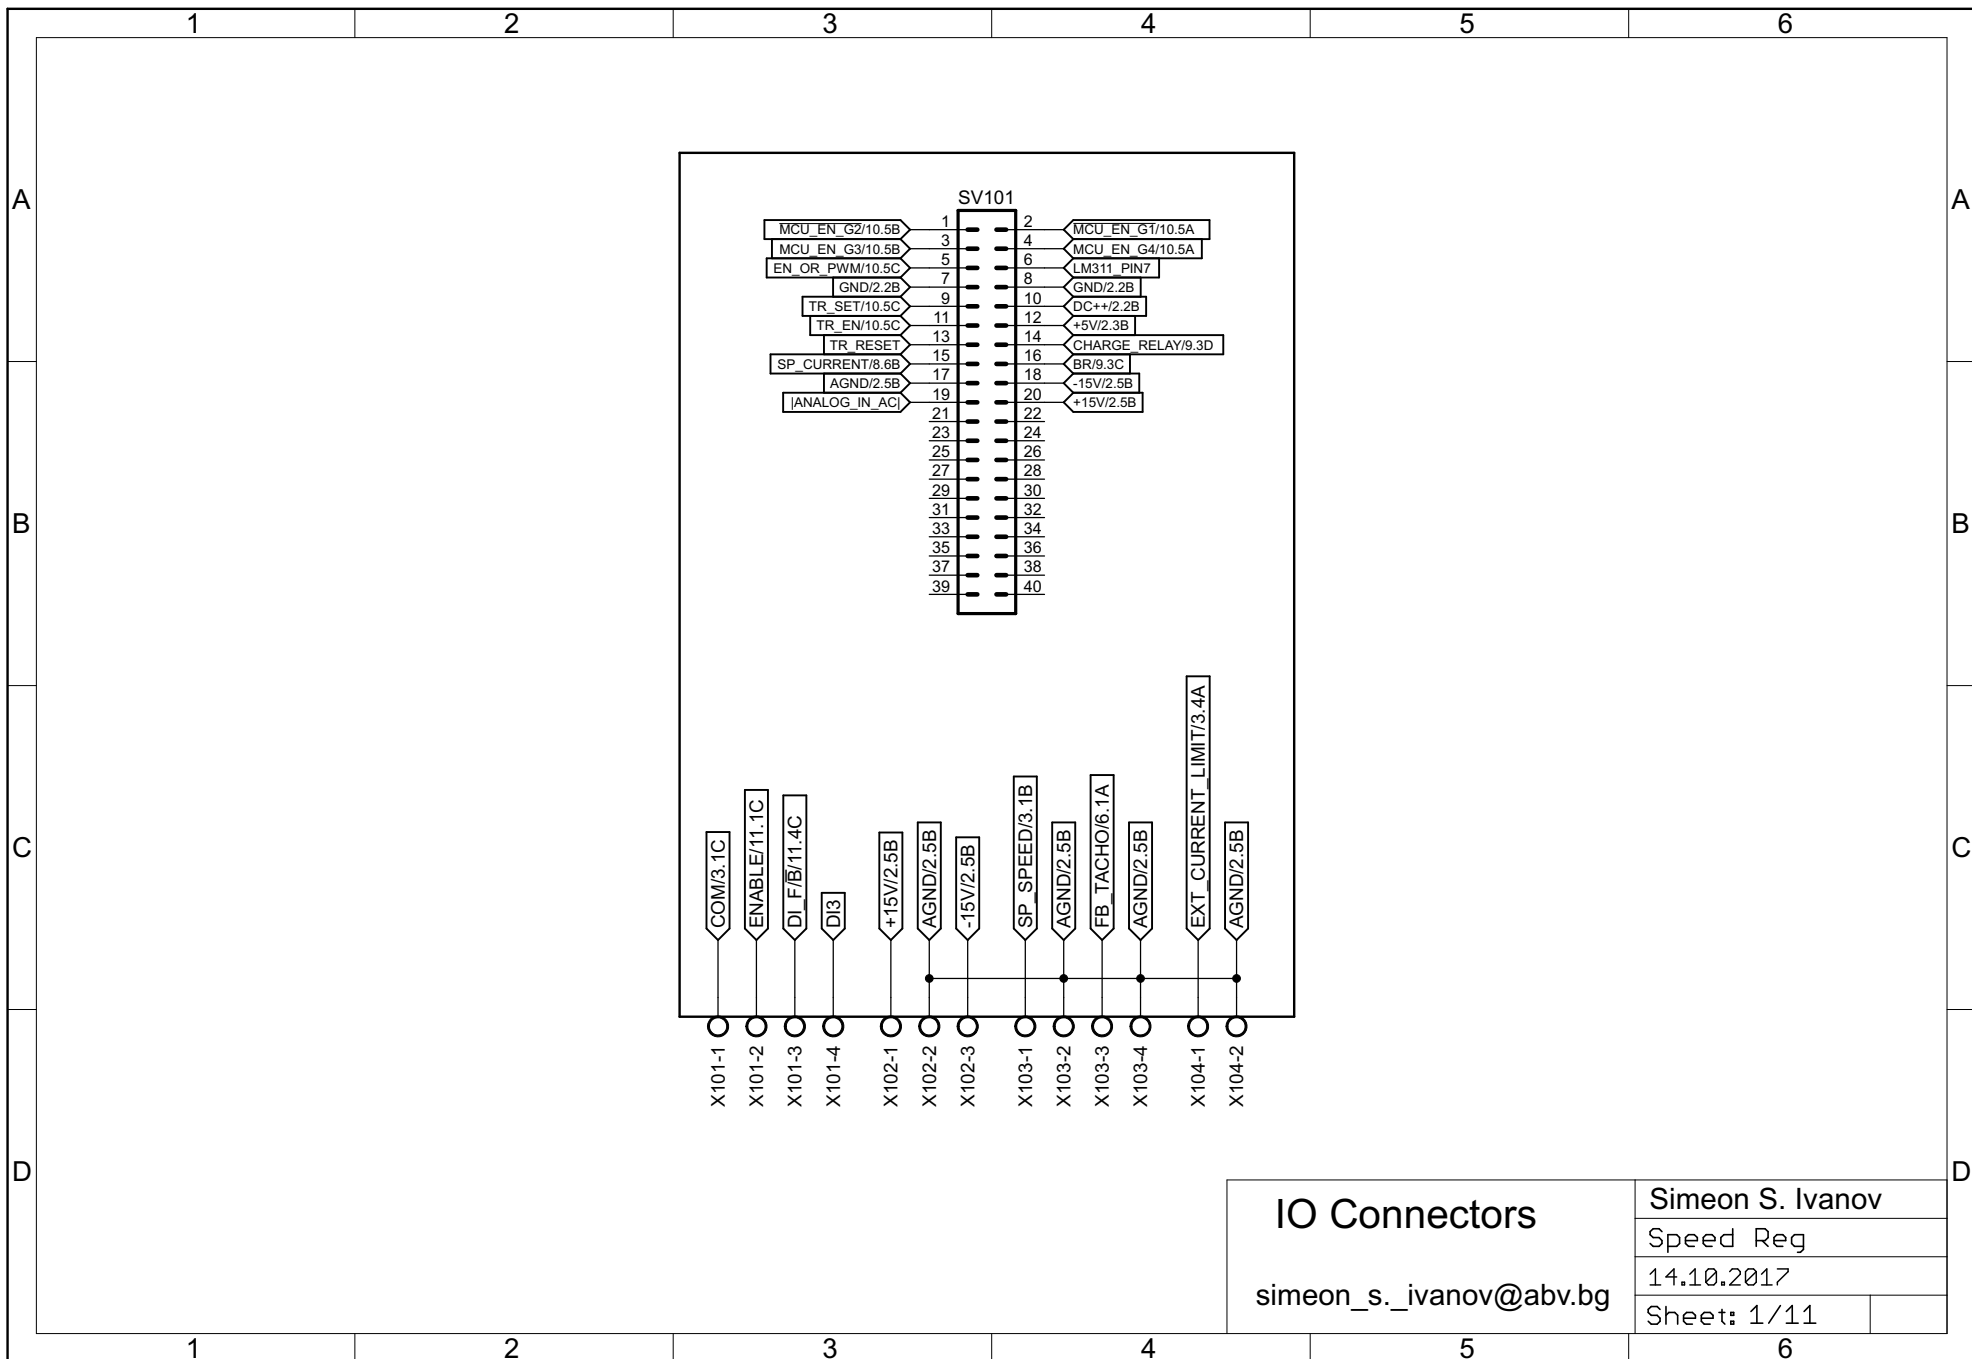 1 2 3 4 5 6
A A
SV101
MCU_EN_G2/10.5B 1 2 MCU_EN_G1/10.5A
MCU_EN_G3/10.5B 3 4 MCU_EN_G4/10.5A
EN_OR_PWM/10.5C 5 6 LM311_PIN7
GND/2.2B 7 8 GND/2.2B
TR_SET/10.5C 9 10 DC++/2.2B
TR_EN/10.5C 11 12 +5V/2.3B
TR_RESET 13 14 CHARGE_RELAY/9.3D
SP_CURRENT/8.6B 15 16 BR/9.3C
AGND/2.5B 17 18 -15V/2.5B
|ANALOG_IN_AC| 19 20 +15V/2.5B
21 22
23 24
25 26
27 28
29 30
B B
31 32
33 34
35 36
37 38
39 40
C C
COM/3.1C
ENABLE/11.1C
DI_F/B̅/11.4C
DI3
+15V/2.5B
AGND/2.5B
-15V/2.5B
SP_SPEED/3.1B
AGND/2.5B
FB_TACHO/6.1A
AGND/2.5B
EXT_CURRENT_LIMIT/3.4A
AGND/2.5B
X101-1
X101-2
X101-3
X101-4
X102-1
X102-2
X102-3
X103-1
X103-2
X103-3
X103-4
X104-1
X104-2
D D
IO Connectors
simeon_s._ivanov@abv.bg
Simeon S. Ivanov
Speed Reg
14.10.2017
Sheet: 1/11
1 2 3 4 5 6